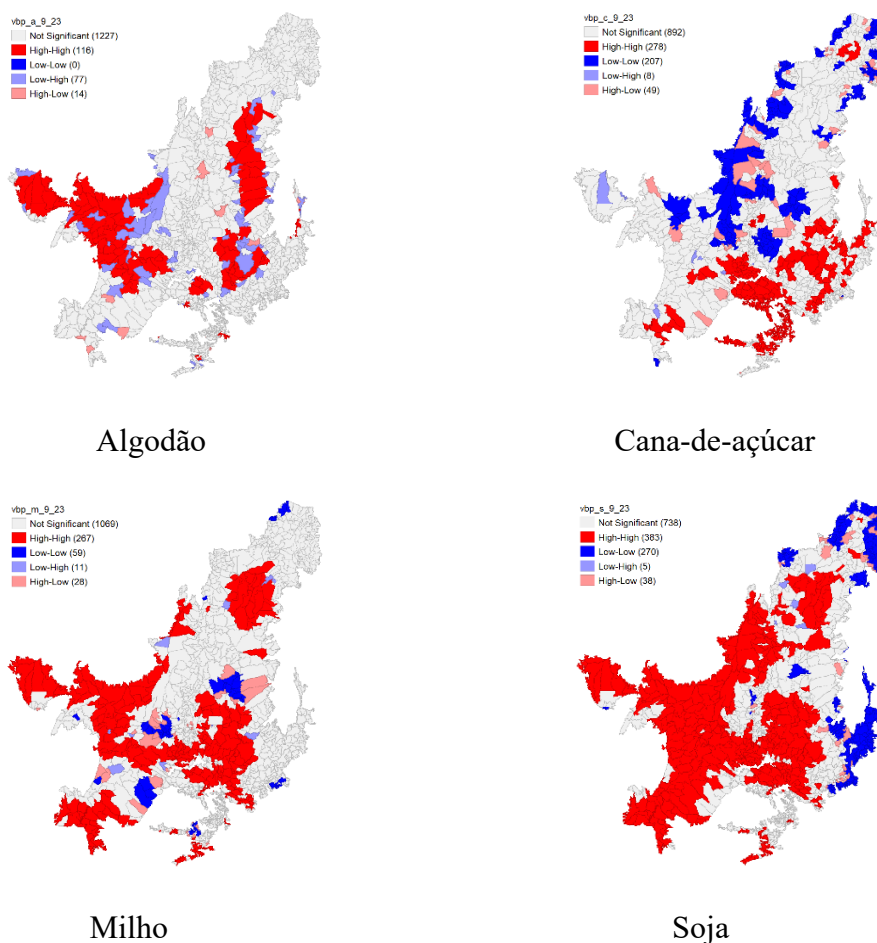 vbp_a_9_23
Not Significant (1227)
High-High (116)
Low-Low (0)
Low-High (77)
High-Low (14)
Algodão
vbp_c_9_23
Not Significant (892)
High-High (278)
Low-Low (207)
Low-High (8)
High-Low (49)
Cana-de-açúcar
vbp_m_9_23
Not Significant (1069)
High-High (267)
Low-Low (59)
Low-High (11)
High-Low (28)
Milho
vbp_s_9_23
Not Significant (738)
High-High (383)
Low-Low (270)
Low-High (5)
High-Low (38)
Soja